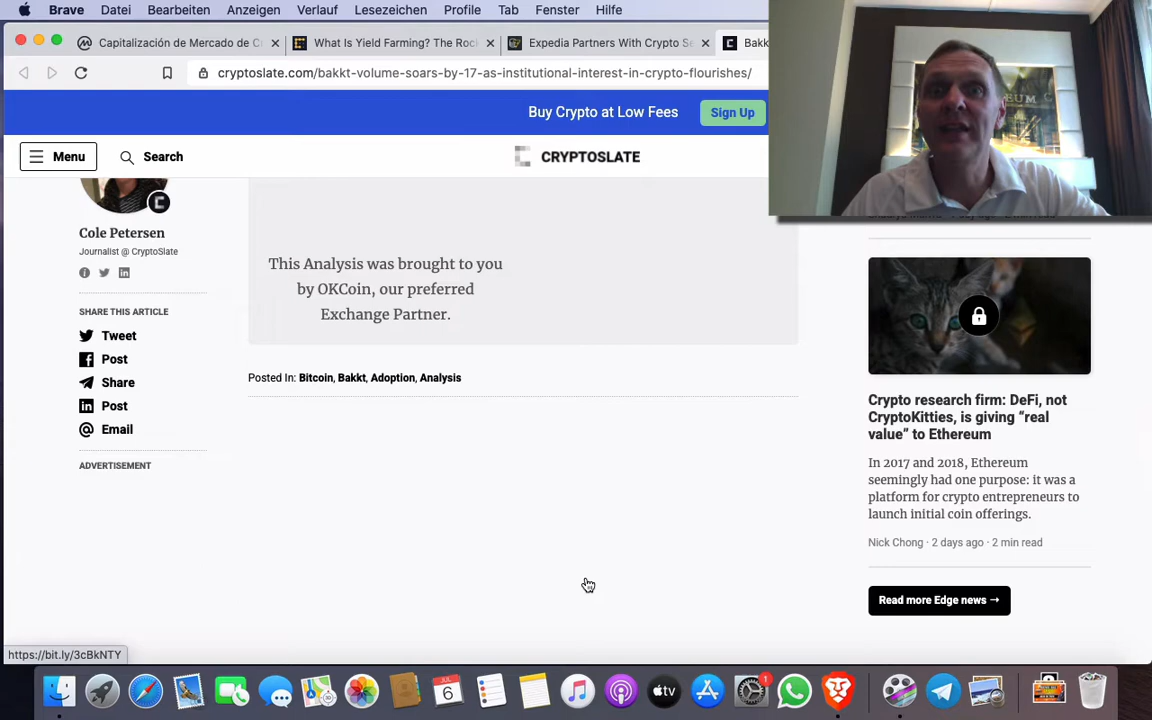 Brave Datei Bearbeiten Anzeigen Verlauf Lesezeichen Profile Tab Fenster Hilfe
Capitalización de Mercado de C
What Is Yield Farming? The Roc
Expedia Partners With Crypto Se
Bakk
cryptoslate.com/bakkt-volume-soars-by-17-as-institutional-interest-in-crypto-flourishes/
Buy Crypto at Low Fees
Sign Up
Menu
Search
CRYPTOSLATE
Cole Petersen
Journalist @ CryptoSlate
SHARE THIS ARTICLE
Tweet
Post
Share
Post
Email
ADVERTISEMENT
This Analysis was brought to you
by OKCoin, our preferred
Exchange Partner.
Posted In: Bitcoin, Bakkt, Adoption, Analysis
Crypto research firm: DeFi, not
CryptoKitties, is giving “real
value” to Ethereum
In 2017 and 2018, Ethereum
seemingly had one purpose: it was a
platform for crypto entrepreneurs to
launch initial coin offerings.
Nick Chong · 2 days ago · 2 min read
Read more Edge news →
https://bit.ly/3cBkNTY
JUL
6
tv
1